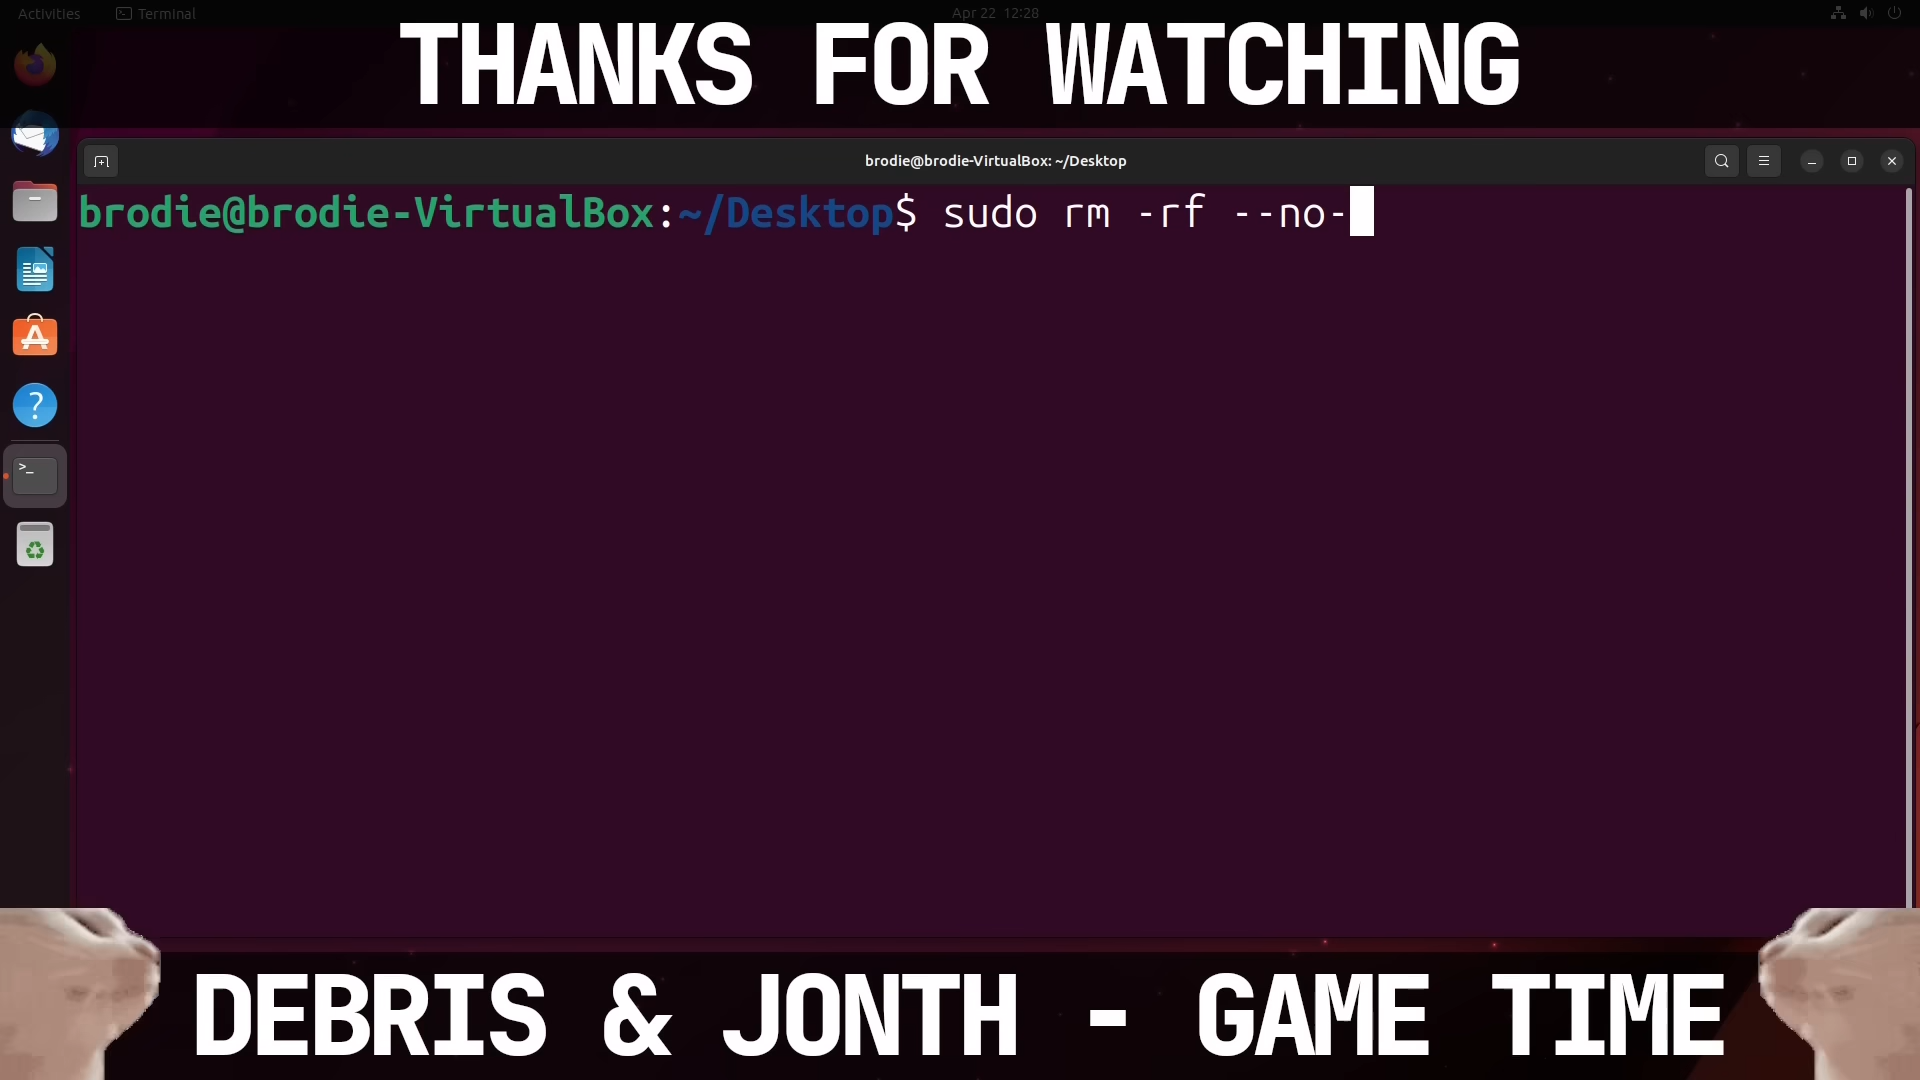 Activities Terminal Apr 22 12:28
THANKS FOR WATCHING
brodie@brodie-VirtualBox: ~/Desktop
brodie@brodie-VirtualBox:~/Desktop$ sudo rm -rf --no-
DEBRIS & JONTH - GAME TIME